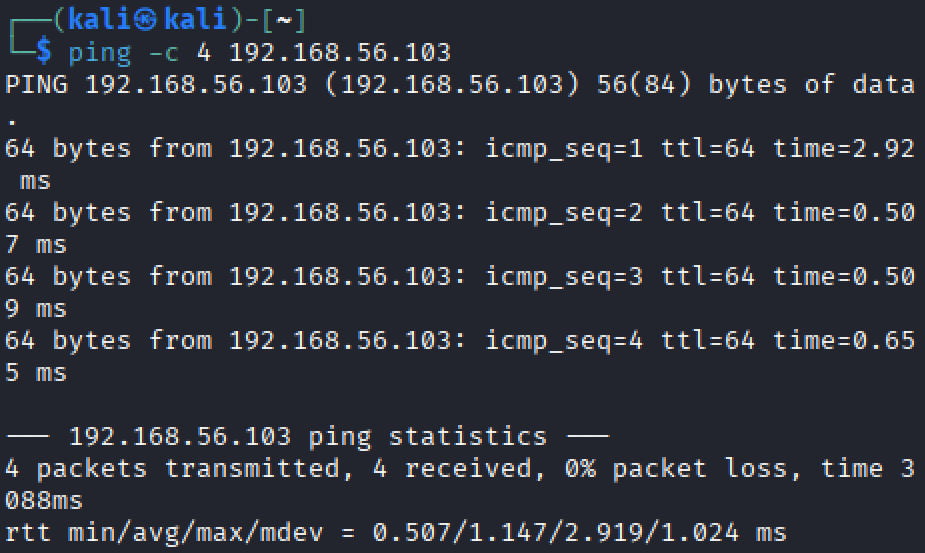 ┌──(kali㉿kali)-[~]
└─$ ping -c 4 192.168.56.103
PING 192.168.56.103 (192.168.56.103) 56(84) bytes of data
.
64 bytes from 192.168.56.103: icmp_seq=1 ttl=64 time=2.92
 ms
64 bytes from 192.168.56.103: icmp_seq=2 ttl=64 time=0.50
7 ms
64 bytes from 192.168.56.103: icmp_seq=3 ttl=64 time=0.50
9 ms
64 bytes from 192.168.56.103: icmp_seq=4 ttl=64 time=0.65
5 ms

--- 192.168.56.103 ping statistics ---
4 packets transmitted, 4 received, 0% packet loss, time 3
088ms
rtt min/avg/max/mdev = 0.507/1.147/2.919/1.024 ms